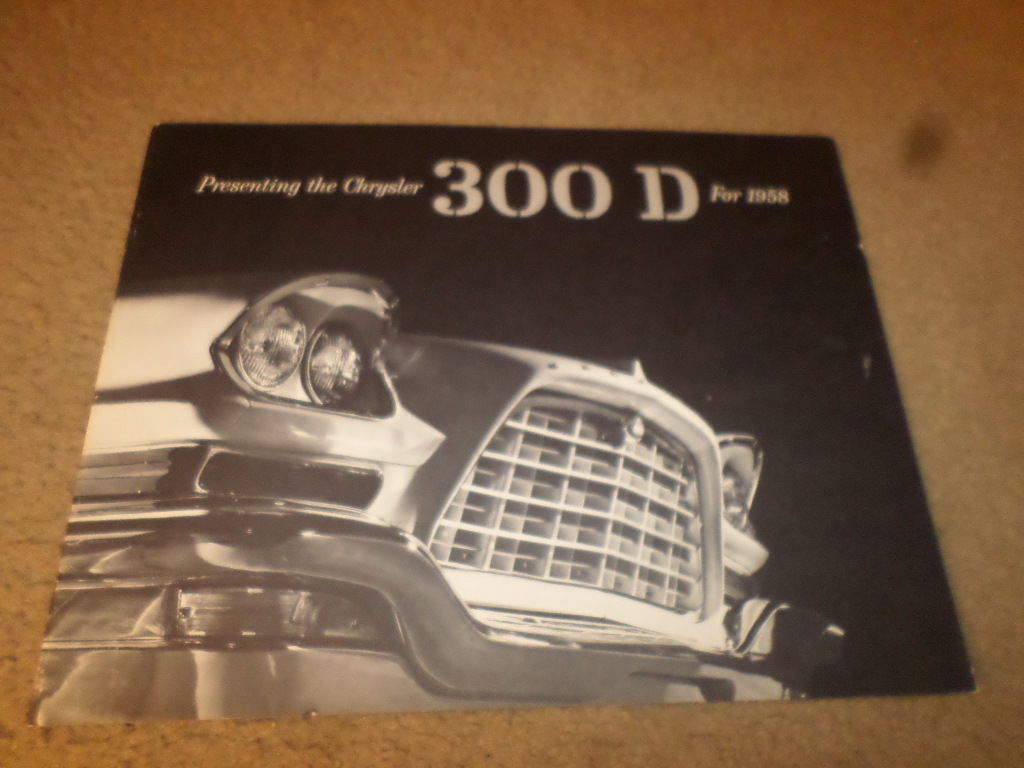 Presenting the Chrysler 300 D For 1958